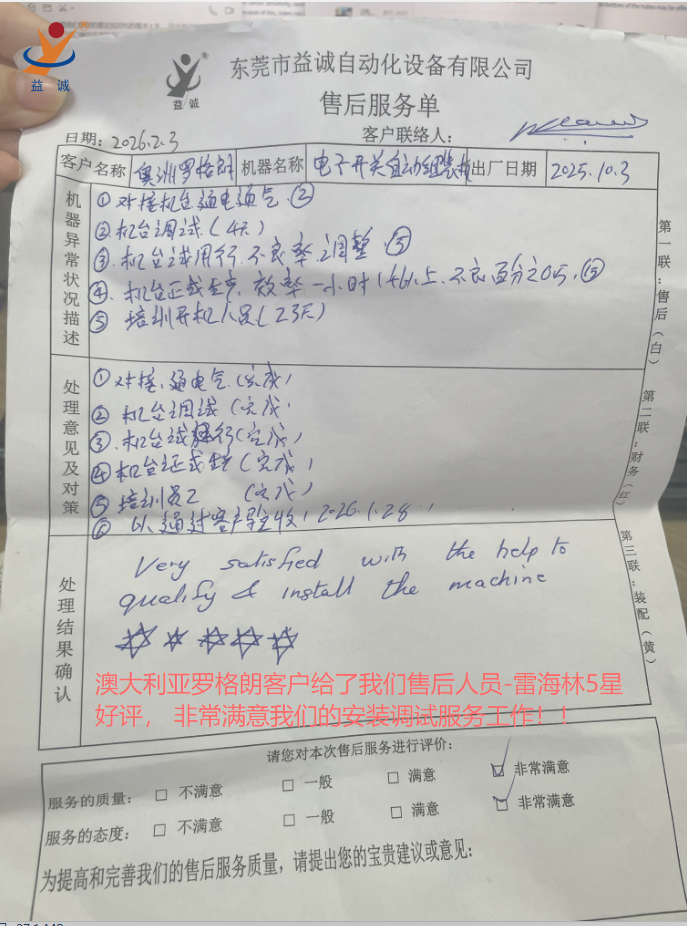 益 诚
益 诚
东莞市益诚自动化设备有限公司
售后服务单
日期：2026.2.3
客户联络人：
客户名称 澳洲罗格朗 机器名称 电子开关自动组装机 出厂日期 2025.10.3
机器异常状况描述
① 对接机台通电通气.②
② 机台调试.(4天)
③.机台试用行.不良率.调整.⑤
④、机台正式生产.效率一小时 以上.不良百分之 .
⑤ 培训开机人员(2 3天)
处理意见及对策
① 对接.通电气.(完成)
② 机台调试(完成.
③.机台试运行(完成)
④ 机台正式生产(完成)
⑤ 培训员工 (完成)
⑥ 以通过客户验收,2026.1.28,
处理结果确认
Very satisfied with the help to
qualify & install the machine
澳大利亚罗格朗客户给了我们售后人员-雷海林5星
好评， 非常满意我们的安装调试服务工作！！
第一联：售后（白）
第二联：财务（红）
第三联：装配（黄）
请您对本次售后服务进行评价:
服务的质量: □ 不满意 □ 一般 □ 满意 ☑ 非常满意
服务的态度: □ 不满意 □ 一般 □ 满意 ☑ 非常满意
为提高和完善我们的售后服务质量，请提出您的宝贵建议或意见: